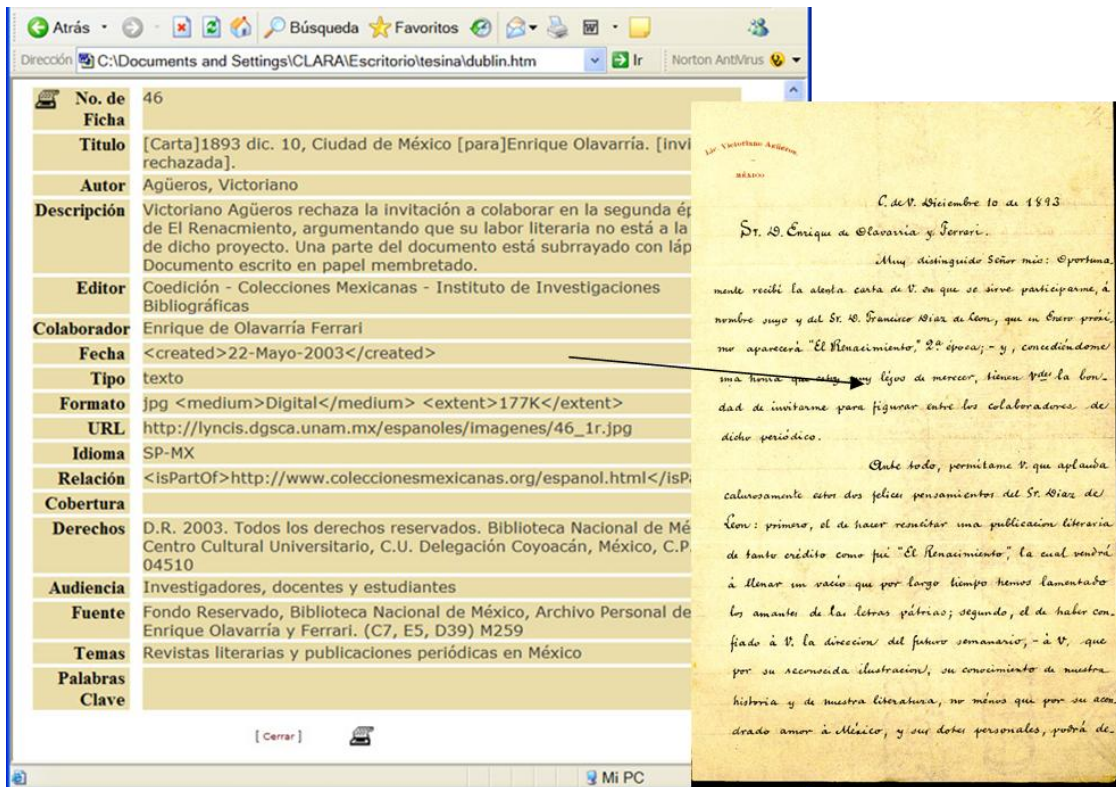 Atrás Búsqueda Favoritos
Dirección C:\Documents and Settings\CLARA\Escritorio\tesina\dublin.htm Ir Norton AntiVirus
No. de Ficha 46
Titulo [Carta]1893 dic. 10, Ciudad de México [para]Enrique Olavarría. [invi
rechazada].
Autor Agüeros, Victoriano
Descripción Victoriano Agüeros rechaza la invitación a colaborar en la segunda ép
de El Renacmiento, argumentando que su labor literaria no está a la
de dicho proyecto. Una parte del documento está subrrayado con láp
Documento escrito en papel membretado.
Editor Coedición - Colecciones Mexicanas - Instituto de Investigaciones
Bibliográficas
Colaborador Enrique de Olavarría Ferrari
Fecha <created>22-Mayo-2003</created>
Tipo texto
Formato jpg <medium>Digital</medium> <extent>177K</extent>
URL http://lyncis.dgsca.unam.mx/espanoles/imagenes/46_1r.jpg
Idioma SP-MX
Relación <isPartOf>http://www.coleccionesmexicanas.org/espanol.html</isPa
Cobertura
Derechos D.R. 2003. Todos los derechos reservados. Biblioteca Nacional de Mé
Centro Cultural Universitario, C.U. Delegación Coyoacán, México, C.P.
04510
Audiencia Investigadores, docentes y estudiantes
Fuente Fondo Reservado, Biblioteca Nacional de México, Archivo Personal de
Enrique Olavarría y Ferrari. (C7, E5, D39) M259
Temas Revistas literarias y publicaciones periódicas en México
Palabras Clave
[ Cerrar ]
Mi PC
Lic. Victoriano Agüeros.
MÉXICO
C. de V. Diciembre 10 de 1893
Sr. D. Enrique de Olavarría y Ferrari.
Muy distinguido Señor mio: Oportuna-
mente recibí la atenta carta de V. en que se sirve participarme, á
nombre suyo y del Sr. D. Francisco Diaz de Leon, que en Enero próxi-
mo aparecerá "El Renacimiento," 2ª época; - y, concediéndome
una honra que estoy muy léjos de merecer, tienen Vdes la bon-
dad de invitarme para figurar entre los colaboradores de
dicho periódico.
Ante todo, permítame V. que aplauda
calurosamente estos dos felices pensamientos del Sr. Diaz de
Leon: primero, el de hacer resucitar una publicacion literaria
de tanto crédito como fué "El Renacimiento", la cual vendrá
á llenar un vacío que por largo tiempo hemos lamentado
los amantes de las letras pátrias; segundo, el de haber con-
fiado á V. la direccion del futuro semanario, - á V, que
por su reconocida ilustracion, su conocimiento de nuestra
historia y de nuestra literatura, no ménos que por su acen-
drado amor á México, y sus dotes personales, podrá de-